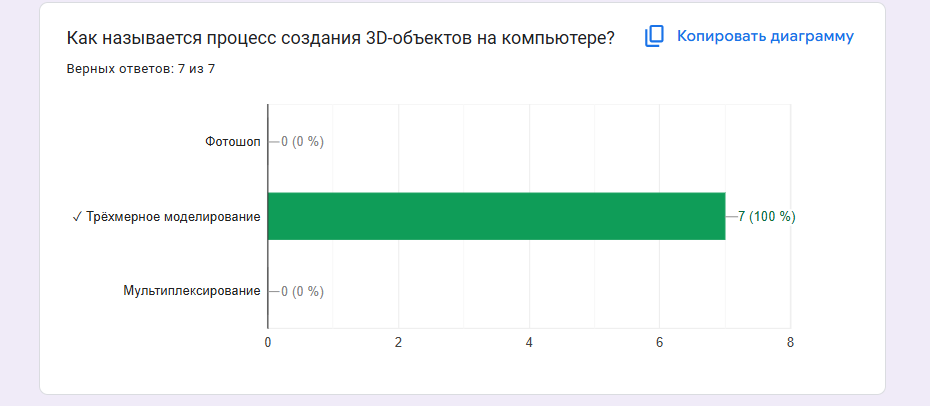 Как называется процесс создания 3D-объектов на компьютере?
Копировать диаграмму
Верных ответов: 7 из 7
Фотошоп
0 (0 %)
✓ Трёхмерное моделирование
7 (100 %)
Мультиплексирование
0 (0 %)
0 2 4 6 8